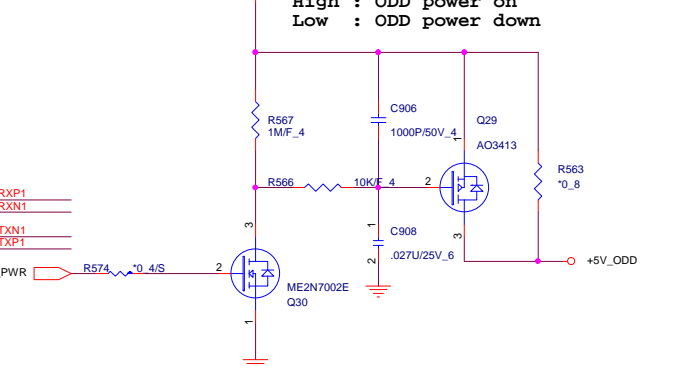 High : ODD power on
Low : ODD power down
C906
1000P/50V_4
Q29
AO3413
1
R567
1M/F_4
R563
*0_8
R566
10K/F_4
2
RXP1
RXN1
TXN1
TXP1
3
1
C908
3
.027U/25V_6
2
+5V_ODD
PWR
R574
*0_4/S
2
ME2N7002E
Q30
1